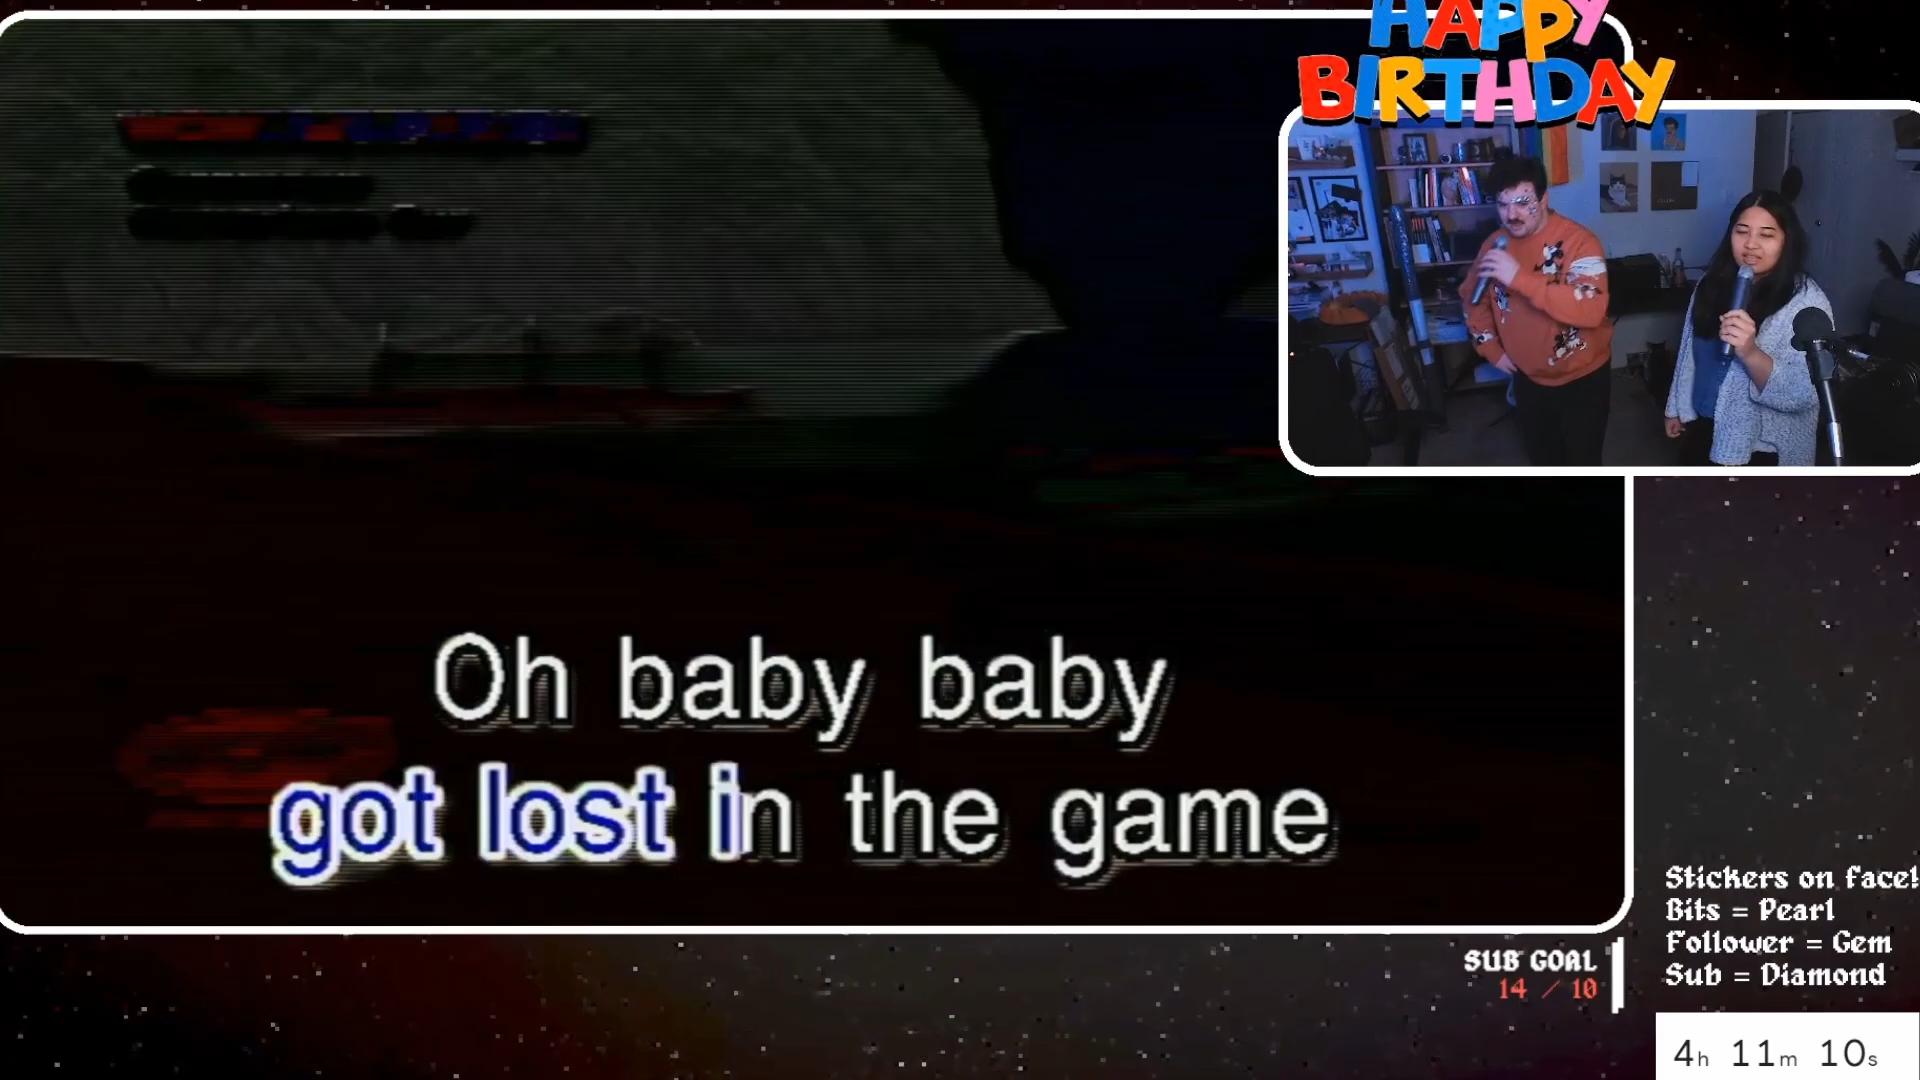 HAPPY
BIRTHDAY
Oh baby baby
got lost in the game
Stickers on face!
Bits = Pearl
Follower = Gem
Sub = Diamond
SUB GOAL
14 / 10
4h 11m 10s